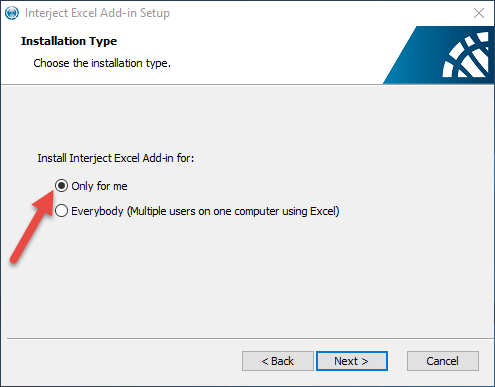 Interject Excel Add-in Setup
Installation Type
Choose the installation type.
Install Interject Excel Add-in for:
Only for me
Everybody (Multiple users on one computer using Excel)
< Back
Next >
Cancel